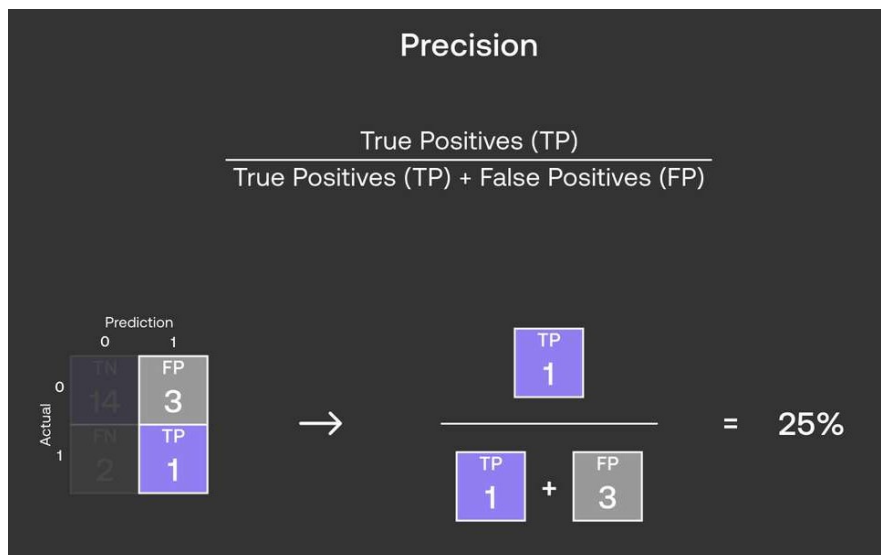 Precision
True Positives (TP)
True Positives (TP) + False Positives (FP)
Prediction
0 1
Actual
0
TN FP
14 3
1
FN TP
2 1
→
TP
1
TP
1
+
FP
3
= 25%